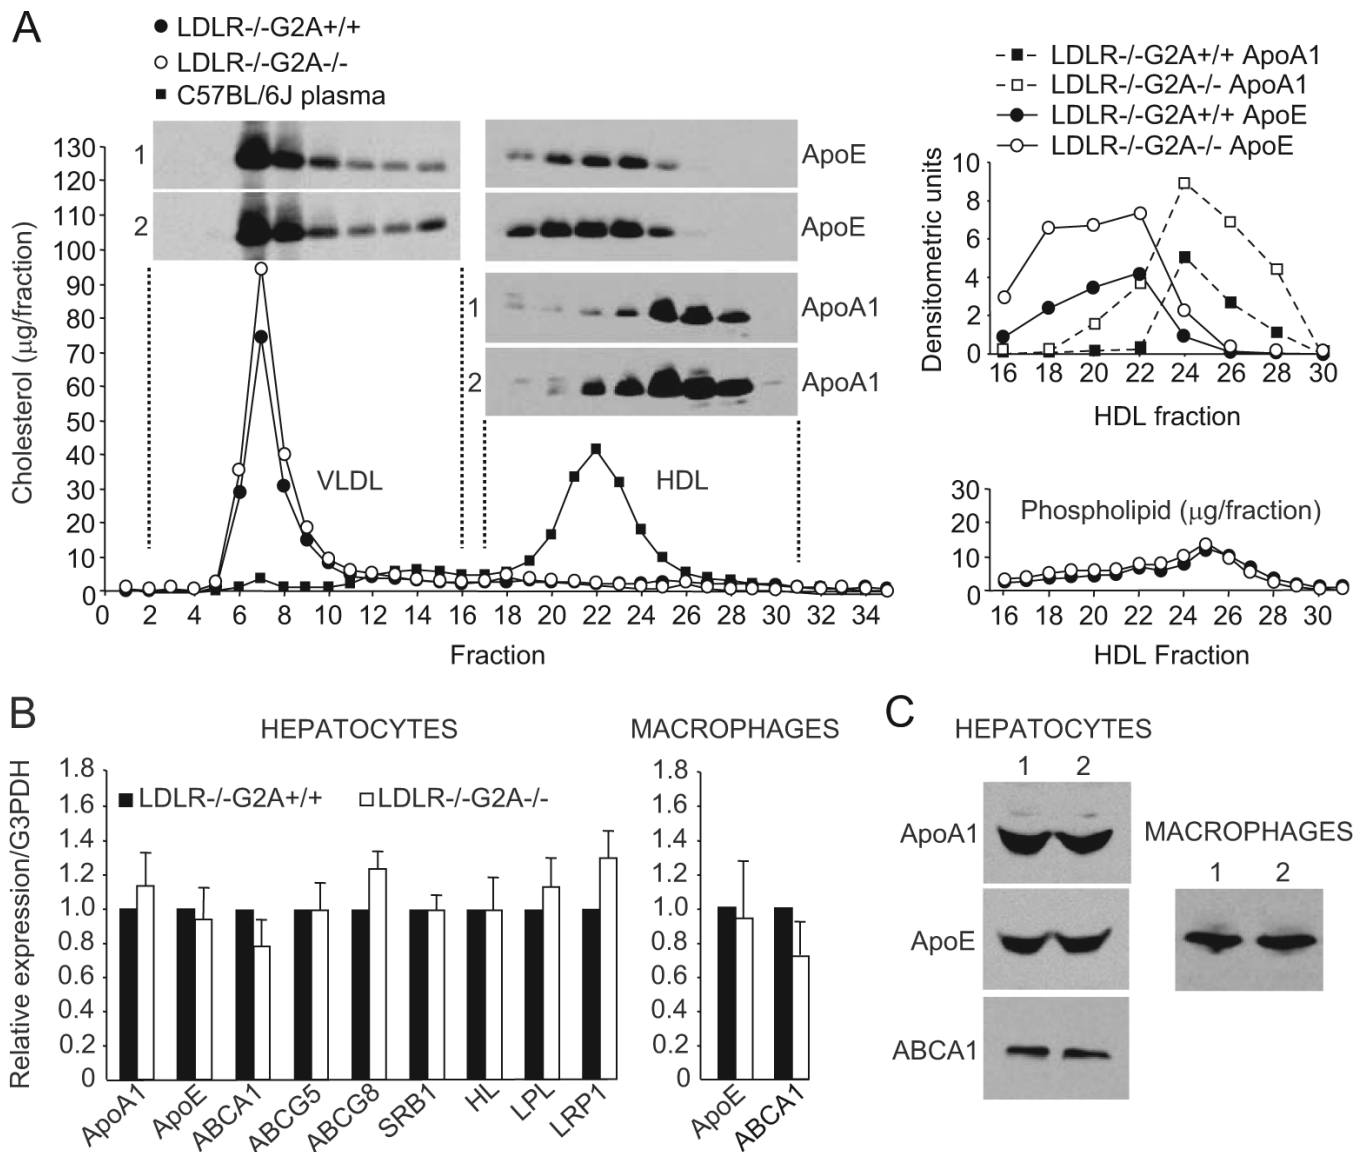 A
LDLR-/-G2A+/+
LDLR-/-G2A-/-
C57BL/6J plasma
Cholesterol (µg/fraction)
130
120
110
100
90
80
70
60
50
40
30
20
10
0
1
2
ApoE
ApoE
1
2
ApoA1
ApoA1
VLDL
HDL
0 2 4 6 8 10 12 14 16 18 20 22 24 26 28 30 32 34
Fraction
LDLR-/-G2A+/+ ApoA1
LDLR-/-G2A-/- ApoA1
LDLR-/-G2A+/+ ApoE
LDLR-/-G2A-/- ApoE
Densitometric units
10
8
6
4
2
0
16 18 20 22 24 26 28 30
HDL fraction
Phospholipid (µg/fraction)
30
20
10
0
16 18 20 22 24 26 28 30
HDL Fraction
B
HEPATOCYTES
Relative expression/G3PDH
1.8
1.6
1.4
1.2
1.0
0.8
0.6
0.4
0.2
0
LDLR-/-G2A+/+ LDLR-/-G2A-/-
ApoA1 ApoE ABCA1 ABCG5 ABCG8 SRB1 HL LPL LRP1
MACROPHAGES
1.8
1.6
1.4
1.2
1.0
0.8
0.6
0.4
0.2
0
ApoE ABCA1
C
HEPATOCYTES
1 2
ApoA1
ApoE
ABCA1
MACROPHAGES
1 2